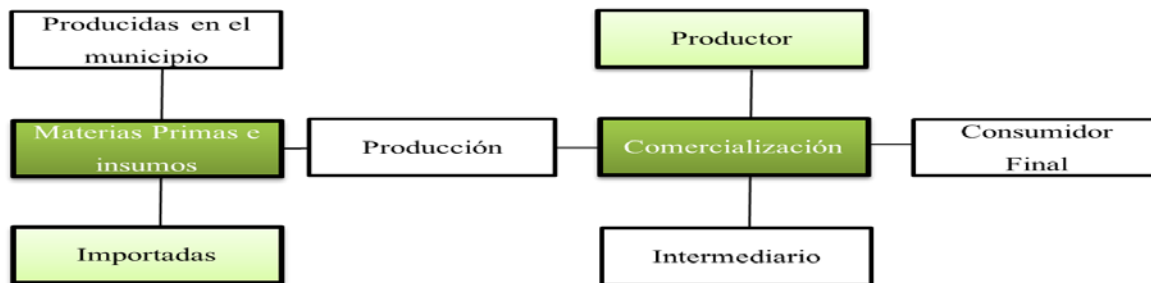 Producidas en el
municipio
Productor
Materias Primas e
insumos
Producción
Comercialización
Consumidor
Final
Importadas
Intermediario